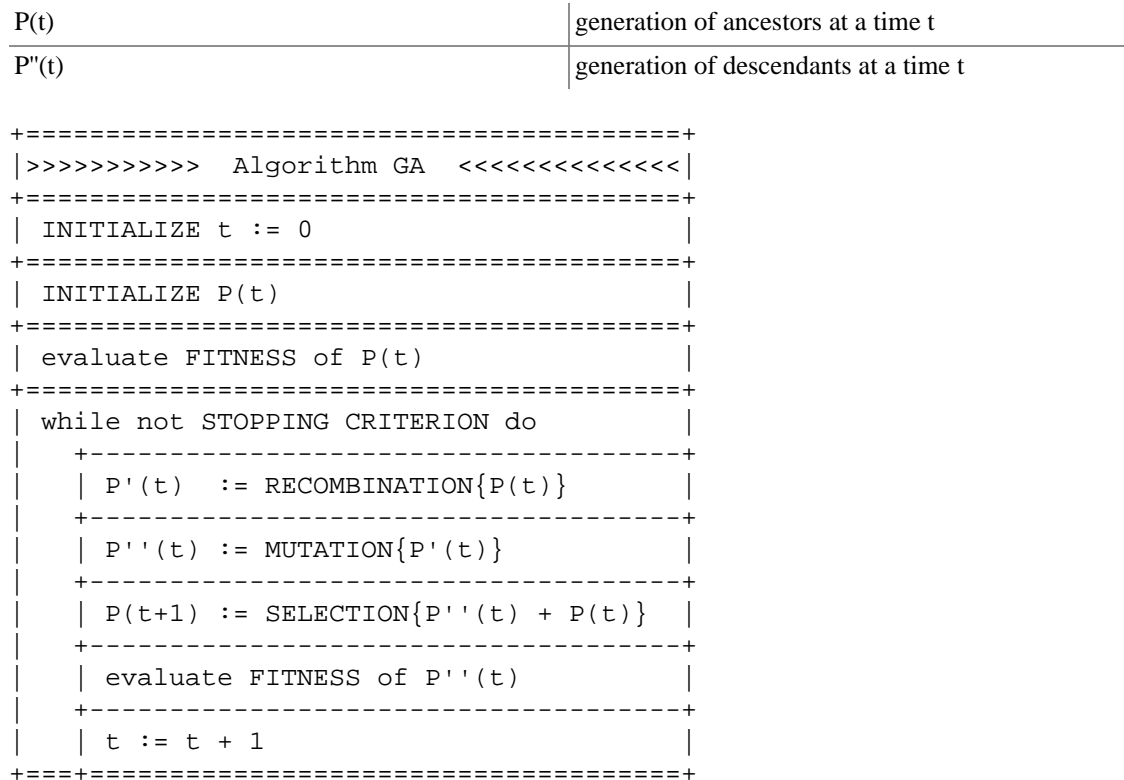 P(t) generation of ancestors at a time t
P''(t) generation of descendants at a time t
+=========================================+
|>>>>>>>>>>>  Algorithm GA  <<<<<<<<<<<<<<|
+=========================================+
| INITIALIZE t := 0                       |
+=========================================+
| INITIALIZE P(t)                         |
+=========================================+
| evaluate FITNESS of P(t)                |
+=========================================+
| while not STOPPING CRITERION do         |
|   +-------------------------------------+
|   | P'(t)  := RECOMBINATION{P(t)}       |
|   +-------------------------------------+
|   | P''(t) := MUTATION{P'(t)}           |
|   +-------------------------------------+
|   | P(t+1) := SELECTION{P''(t) + P(t)}  |
|   +-------------------------------------+
|   | evaluate FITNESS of P''(t)          |
|   +-------------------------------------+
|   | t := t + 1                          |
+===+=====================================+